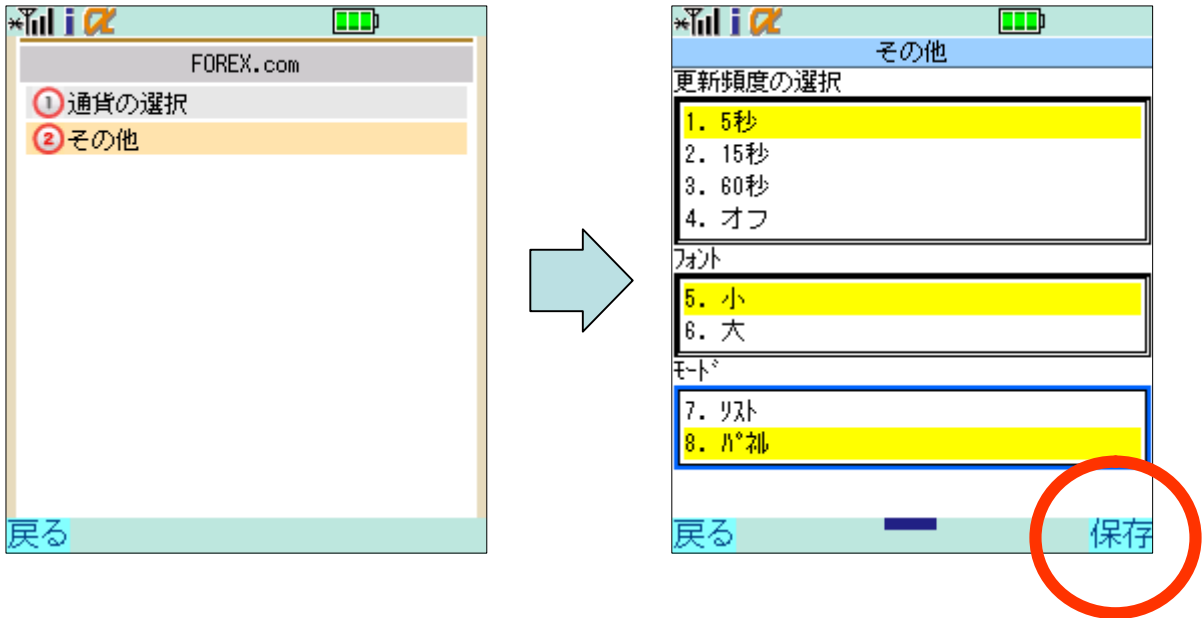 i α
FOREX.com
①通貨の選択
②その他
戻る
i α
その他
更新頻度の選択
1. 5秒
2. 15秒
3. 60秒
4. オフ
ﾌｫﾝﾄ
5. 小
6. 大
ﾓｰﾄﾞ
7. ﾘｽﾄ
8. ﾊﾟﾈﾙ
戻る 保存